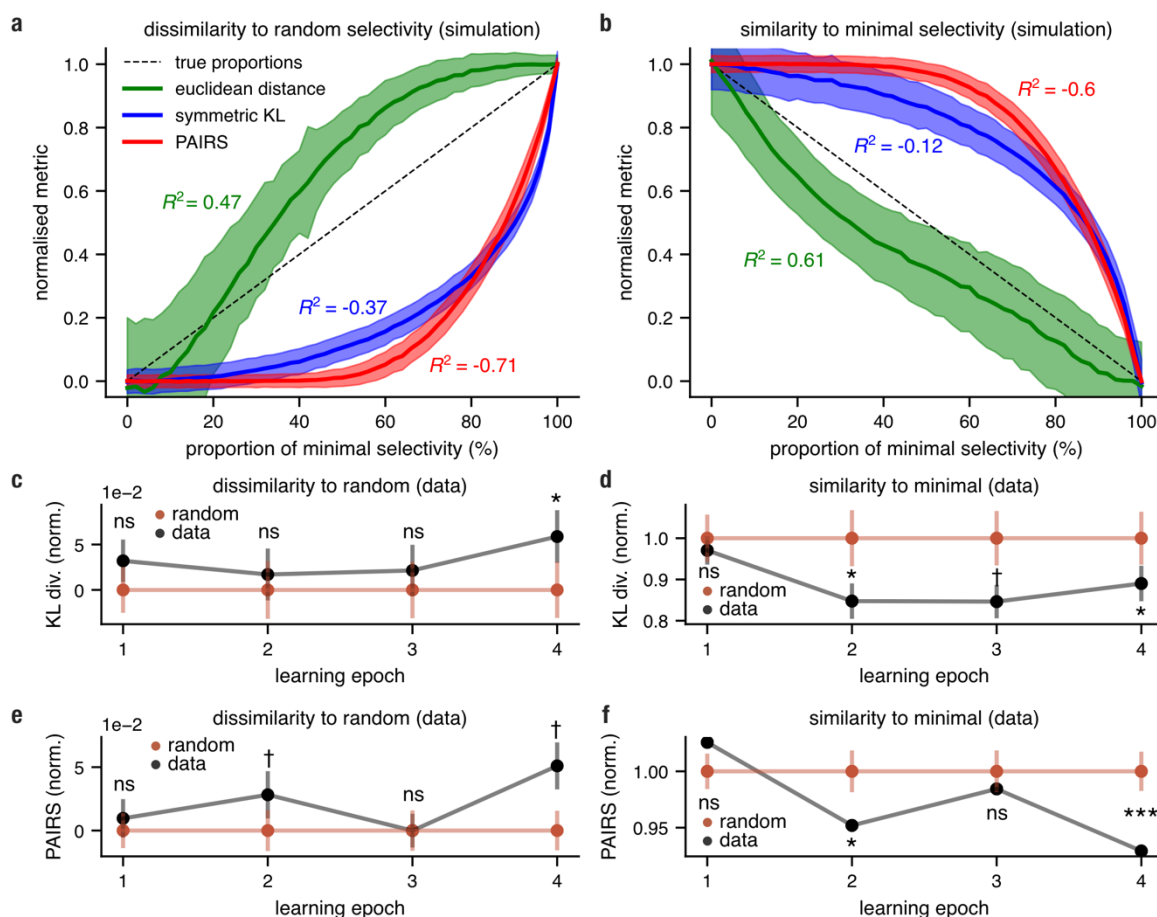 a
dissimilarity to random selectivity (simulation)
true proportions
euclidean distance
symmetric KL
PAIRS
R² = 0.47
R² = -0.37
R² = -0.71
normalised metric
1.0
0.8
0.6
0.4
0.2
0.0
0 20 40 60 80 100
proportion of minimal selectivity (%)
b
similarity to minimal selectivity (simulation)
R² = -0.6
R² = -0.12
R² = 0.61
normalised metric
1.0
0.8
0.6
0.4
0.2
0.0
0 20 40 60 80 100
proportion of minimal selectivity (%)
c
1e-2
dissimilarity to random (data)
random
data
ns
ns
ns
*
KL div. (norm.)
5
0
1 2 3 4
learning epoch
d
similarity to minimal (data)
random
data
ns
*
†
*
KL div. (norm.)
1.0
0.9
0.8
1 2 3 4
learning epoch
e
1e-2
dissimilarity to random (data)
random
data
ns
†
ns
†
PAIRS (norm.)
5
0
1 2 3 4
learning epoch
f
similarity to minimal (data)
random
data
ns
*
ns
***
PAIRS (norm.)
1.00
0.95
1 2 3 4
learning epoch